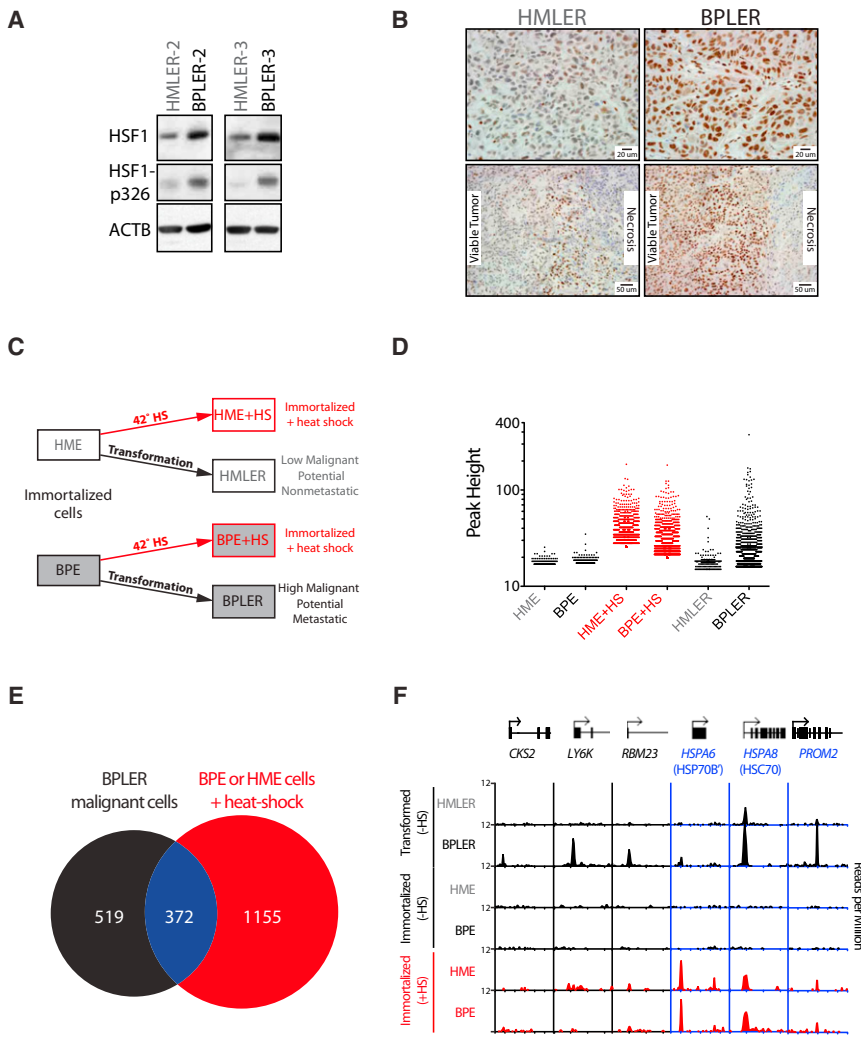 A
HMLER-2
BPLER-2
HMLER-3
BPLER-3
HSF1
HSF1-
p326
ACTB
B
HMLER
BPLER
20 um
20 um
Viable Tumor
Necrosis
Viable Tumor
Necrosis
50 um
50 um
C
HME
42° HS
Transformation
HME+HS
Immortalized
+ heat shock
HMLER
Low Malignant
Potential
Nonmetastatic
Immortalized
cells
BPE
42° HS
Transformation
BPE+HS
Immortalized
+ heat shock
BPLER
High Malignant
Potential
Metastatic
D
Peak Height
400
100
10
HME
BPE
HME+HS
BPE+HS
HMLER
BPLER
E
BPLER
malignant cells
BPE or HME cells
+ heat-shock
519
372
1155
F
CKS2
LY6K
RBM23
HSPA6
(HSP70B')
HSPA8
(HSC70)
PROM2
Transformed
(-HS)
12
HMLER
12
BPLER
Immortalized
(-HS)
12
HME
12
BPE
Immortalized
(+HS)
12
HME
12
BPE
Reads per Million